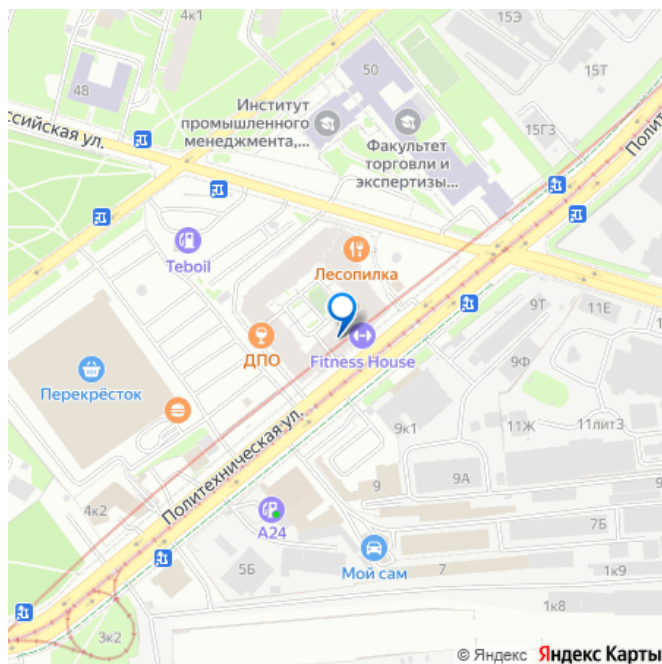 4к1
15Э
15Т
50
48
Институт
промышленного
менеджмента,...
Факультет
торговли и
экспертизы...
15Г3
ссийская ул.
Полит
Teboil
Лесопилка
ДПО
Fitness House
9Т
11Е
9Ф
Перекрёсток
Политехническая ул.
9к1
11Ж
11лит3
9
9А
4к2
А24
7Б
5Б
Мой сам
7
1к9
1к8
3к2
© Яндекс Яндекс Карты